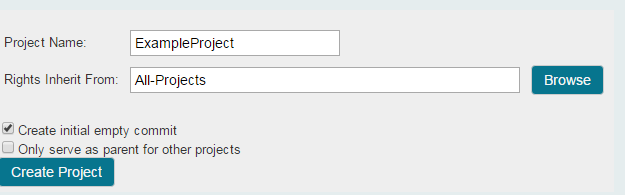 Project Name: ExampleProject
Rights Inherit From: All-Projects Browse
Create initial empty commit
Only serve as parent for other projects
Create Project